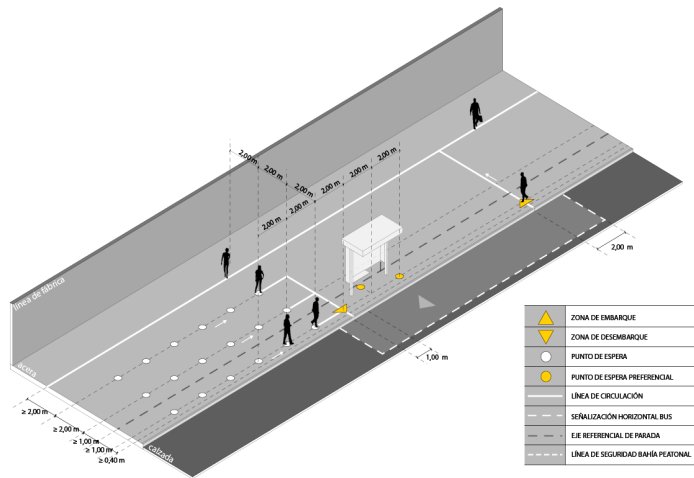 2,00 m
2,00 m
2,00 m
2,00 m
2,00 m
2,00 m
2,00 m
línea de fábrica
acera
calzada
≥ 2,00 m
≥ 2,00 m
≥ 1,00 m
≥ 1,00 m
≥ 0,40 m
1,00 m
2,00 m
ZONA DE EMBARQUE
ZONA DE DESEMBARQUE
PUNTO DE ESPERA
PUNTO DE ESPERA PREFERENCIAL
LÍNEA DE CIRCULACIÓN
SEÑALIZACIÓN HORIZONTAL BUS
EJE REFERENCIAL DE PARADA
LÍNEA DE SEGURIDAD BAHÍA PEATONAL